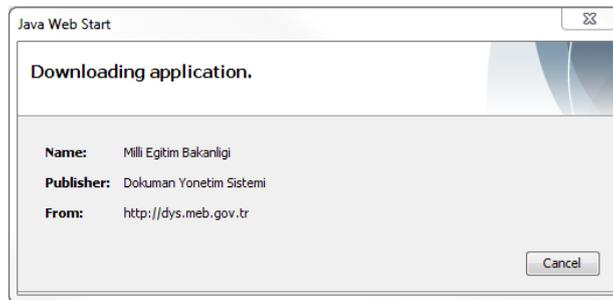 Java Web Start
Downloading application.
Name: Milli Egitim Bakanligi
Publisher: Dokuman Yonetim Sistemi
From: http://dys.meb.gov.tr
Cancel